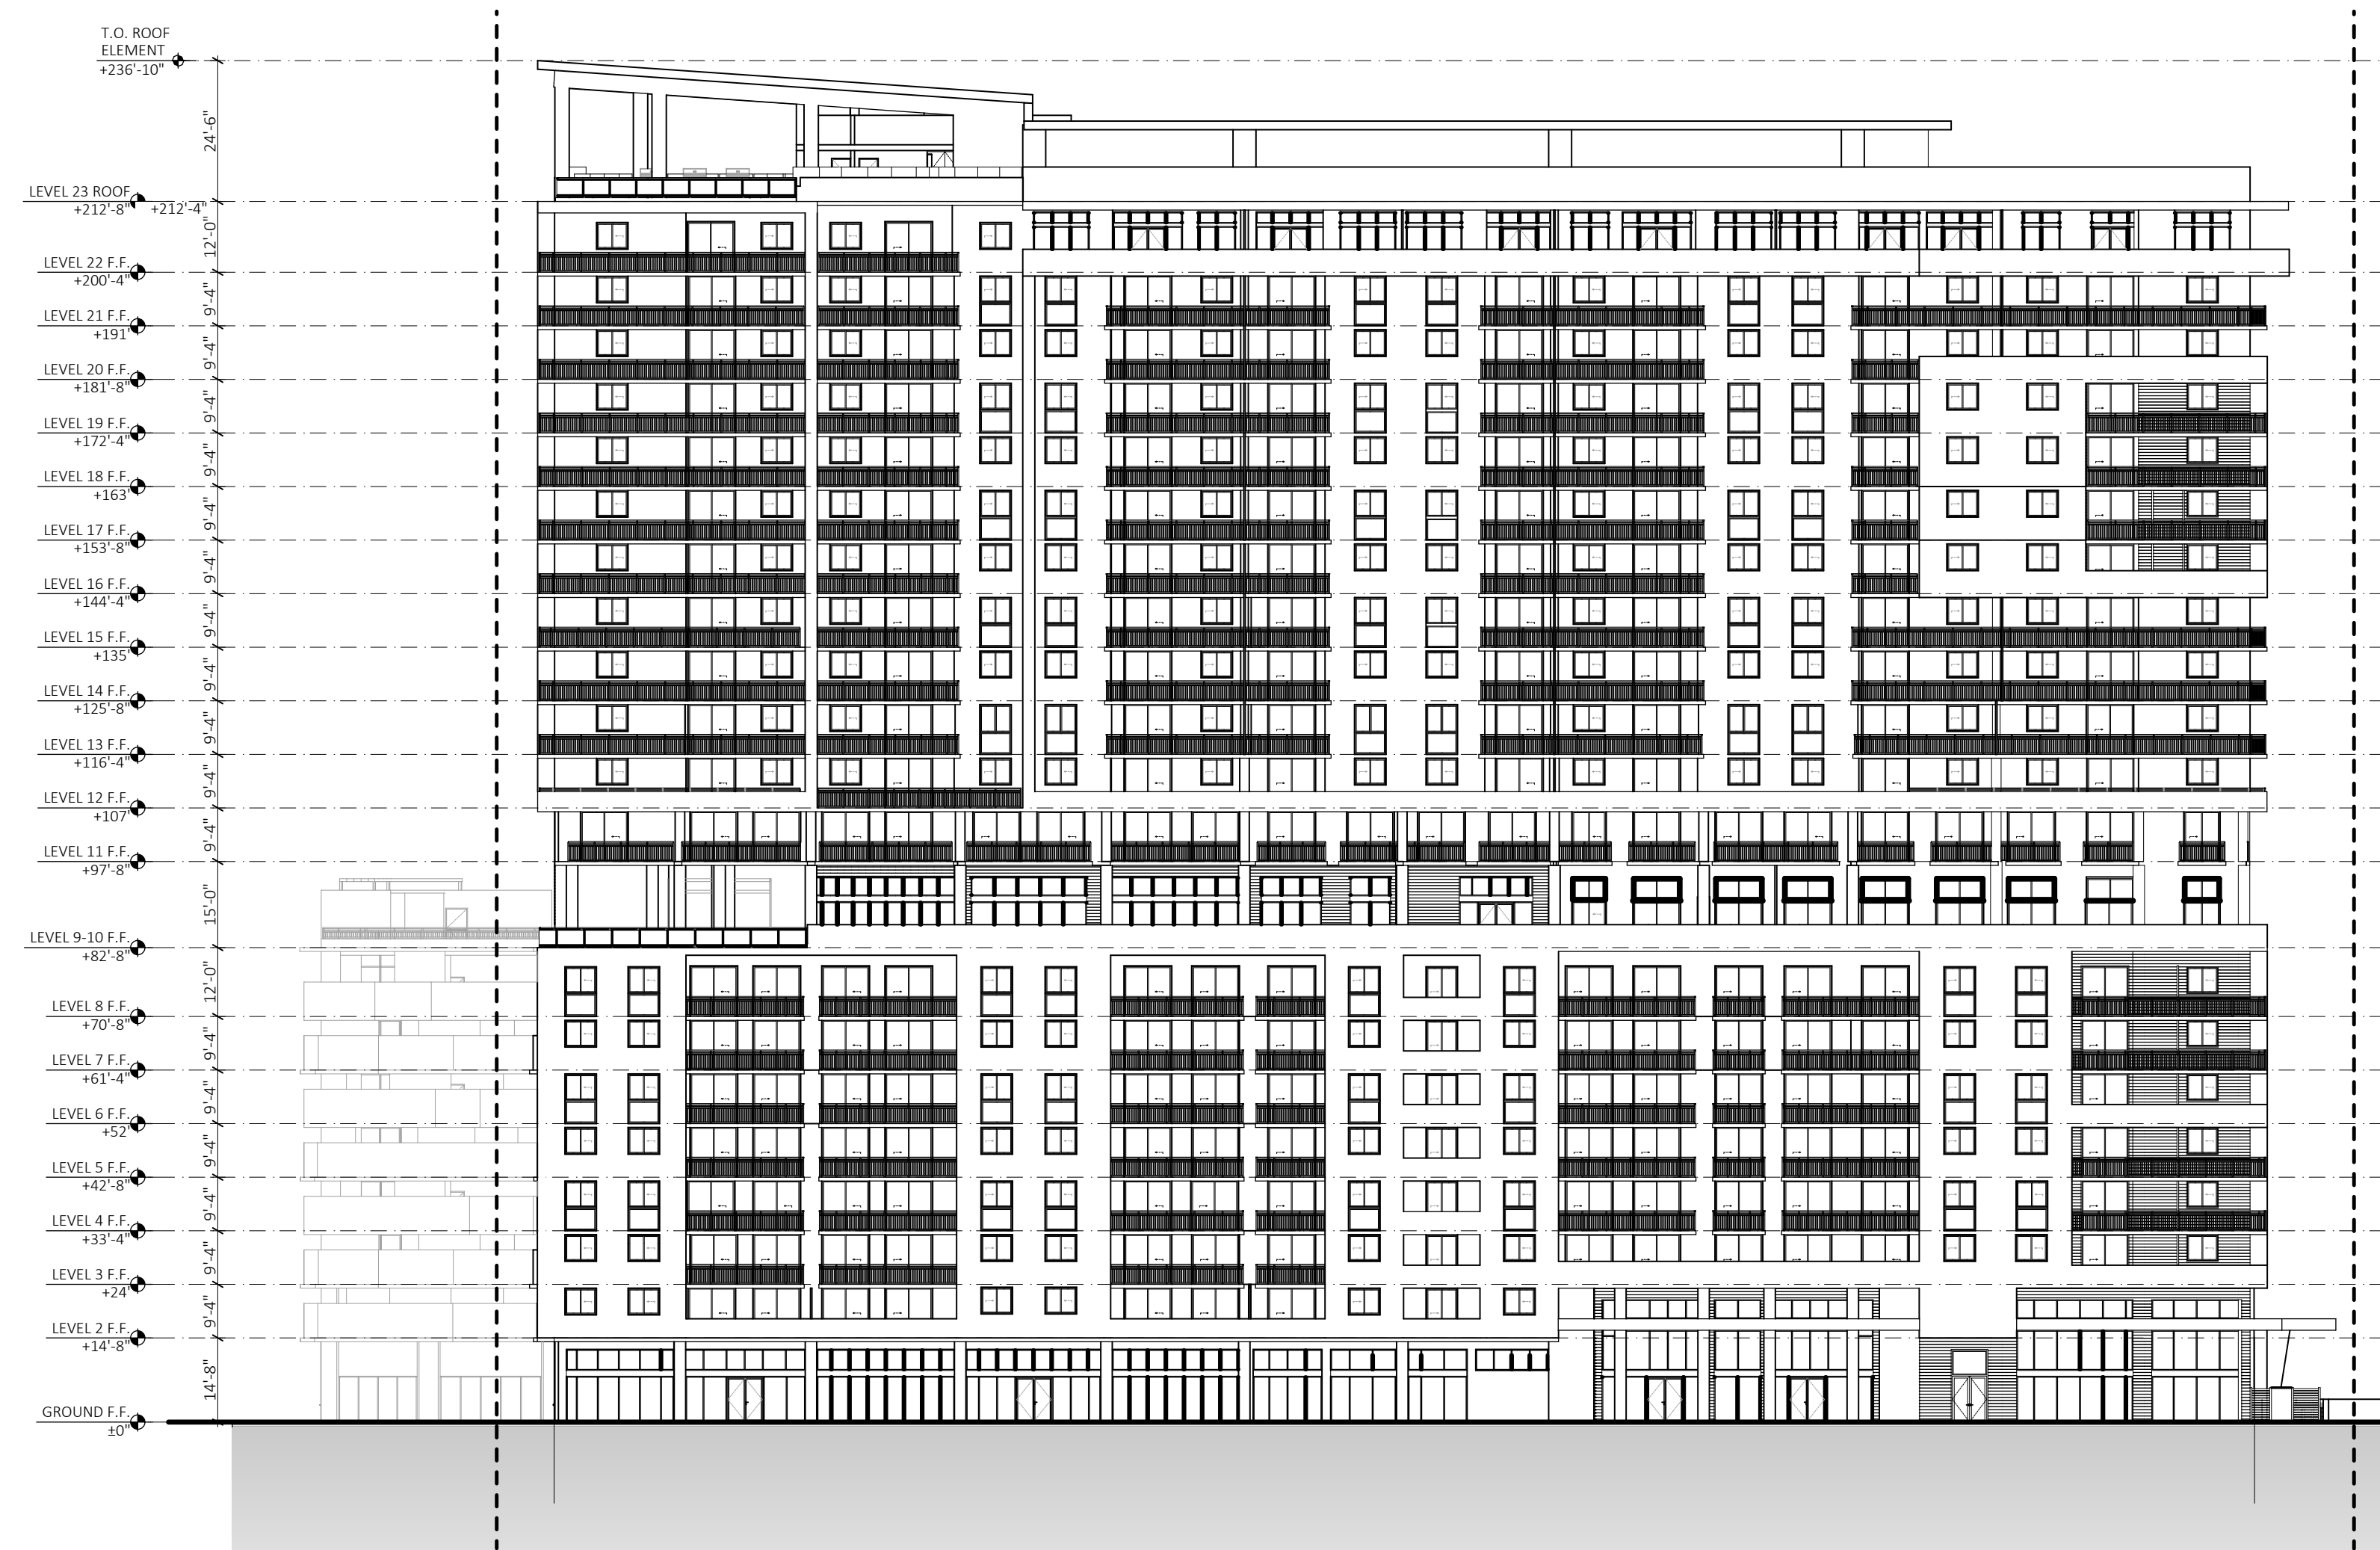 T.O. ROOF
ELEMENT
+236'-10"
24'-6"
LEVEL 23 ROOF
+212'-8" +212'-4"
12'-0"
LEVEL 22 F.F.
+200'-4"
9'-4"
LEVEL 21 F.F.
+191'
9'-4"
LEVEL 20 F.F.
+181'-8"
9'-4"
LEVEL 19 F.F.
+172'-4"
9'-4"
LEVEL 18 F.F.
+163'
9'-4"
LEVEL 17 F.F.
+153'-8"
9'-4"
LEVEL 16 F.F.
+144'-4"
9'-4"
LEVEL 15 F.F.
+135'
9'-4"
LEVEL 14 F.F.
+125'-8"
9'-4"
LEVEL 13 F.F.
+116'-4"
9'-4"
LEVEL 12 F.F.
+107'
9'-4"
LEVEL 11 F.F.
+97'-8"
15'-0"
LEVEL 9-10 F.F.
+82'-8"
12'-0"
LEVEL 8 F.F.
+70'-8"
9'-4"
LEVEL 7 F.F.
+61'-4"
9'-4"
LEVEL 6 F.F.
+52'
9'-4"
LEVEL 5 F.F.
+42'-8"
9'-4"
LEVEL 4 F.F.
+33'-4"
9'-4"
LEVEL 3 F.F.
+24'
9'-4"
LEVEL 2 F.F.
+14'-8"
14'-8"
GROUND F.F.
±0"